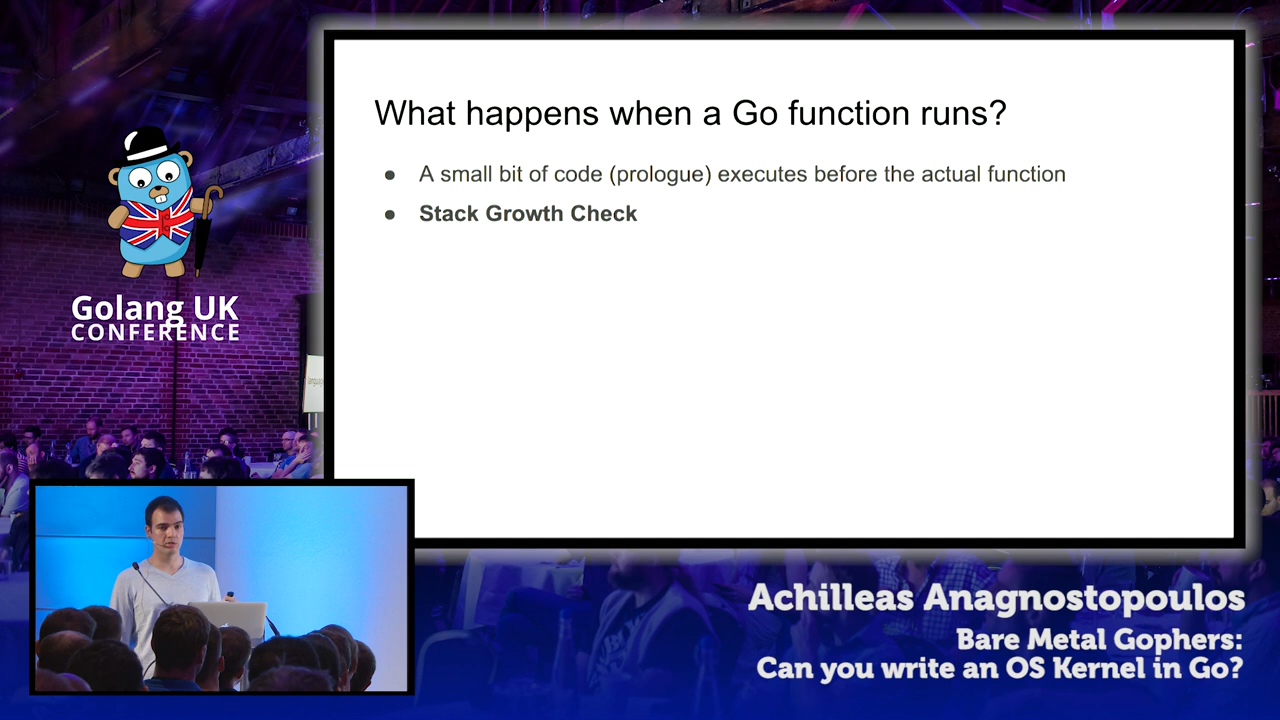 What happens when a Go function runs?
● A small bit of code (prologue) executes before the actual function
● Stack Growth Check
Golang UK
CONFERENCE
Achilleas Anagnostopoulos
Bare Metal Gophers:
Can you write an OS Kernel in Go?